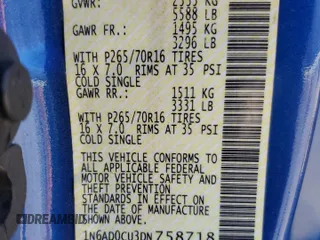 GVWR: 2535 KG
5588 LB
GAWR FR.: 1495 KG
3296 LB
WITH P265/70R16 TIRES
16 X 7.0 RIMS AT 35 PSI
COLD SINGLE
GAWR RR.: 1511 KG
3331 LB
WITH P265/70R16 TIRES
16 X 7.0 RIMS AT 35 PSI
COLD SINGLE
THIS VEHICLE CONFORMS TO
ALL APPLICABLE FEDERAL
MOTOR VEHICLE SAFETY AND
THEFT
IN EFFECT ON THE DATE OF
MANUFACTURE
SHOWN ABOVE.
1N6AD0CU3DN758718
DREAMBID